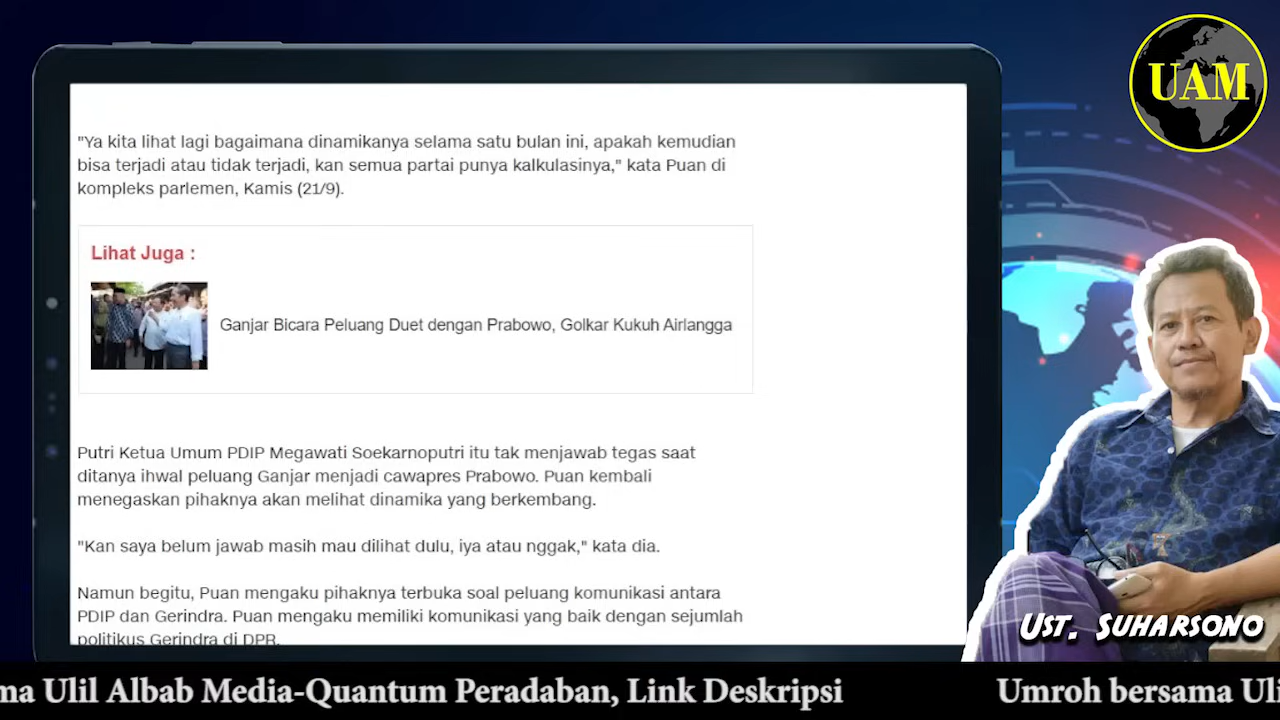 UAM
"Ya kita lihat lagi bagaimana dinamikanya selama satu bulan ini, apakah kemudian
bisa terjadi atau tidak terjadi, kan semua partai punya kalkulasinya," kata Puan di
kompleks parlemen, Kamis (21/9).
Lihat Juga :
Ganjar Bicara Peluang Duet dengan Prabowo, Golkar Kukuh Airlangga
Putri Ketua Umum PDIP Megawati Soekarnoputri itu tak menjawab tegas saat
ditanya ihwal peluang Ganjar menjadi cawapres Prabowo. Puan kembali
menegaskan pihaknya akan melihat dinamika yang berkembang.
"Kan saya belum jawab masih mau dilihat dulu, iya atau nggak," kata dia.
Namun begitu, Puan mengaku pihaknya terbuka soal peluang komunikasi antara
PDIP dan Gerindra. Puan mengaku memiliki komunikasi yang baik dengan sejumlah
politikus Gerindra di DPR.
UST. SUHARSONO
ma Ulil Albab Media-Quantum Peradaban, Link Deskripsi Umroh bersama Uli